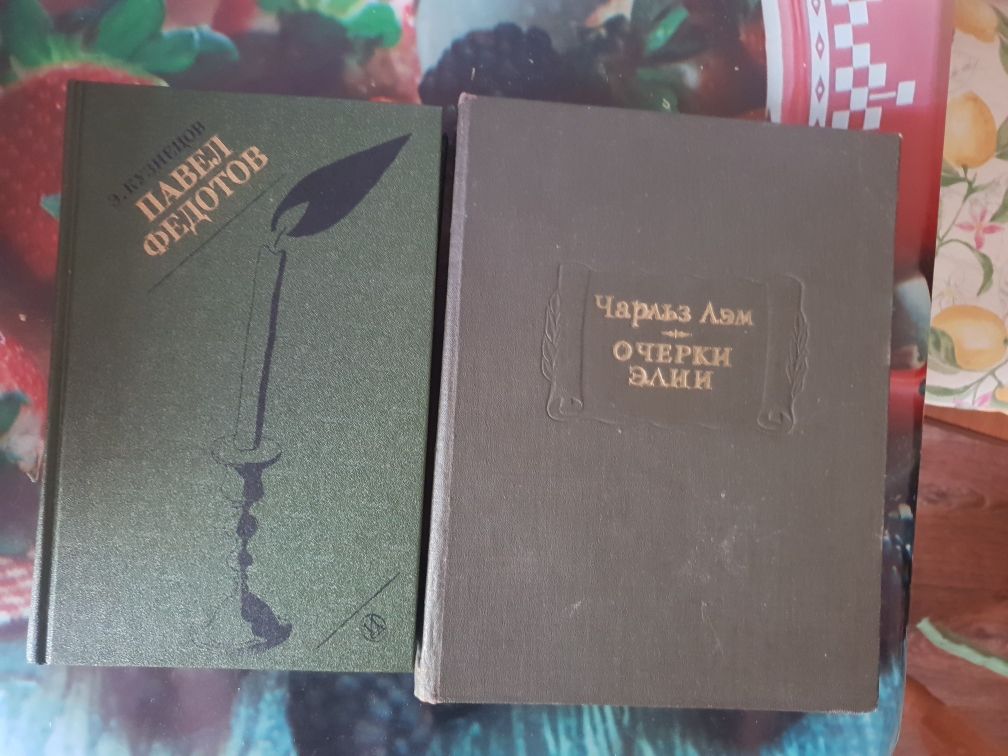 Э. КУЗНЕЦОВ
ПАВЕЛ
ФЕДОТОВ
Чарльз Лэм
ОЧЕРКИ
ЭЛИИ